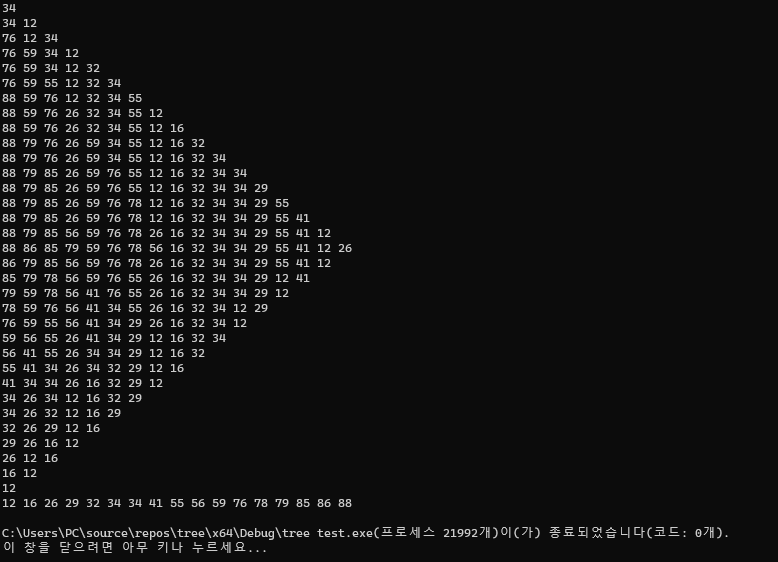 34
34 12
76 12 34
76 59 34 12
76 59 34 12 32
76 59 55 12 32 34
88 59 76 12 32 34 55
88 59 76 26 32 34 55 12
88 59 76 26 32 34 55 12 16
88 79 76 26 59 34 55 12 16 32
88 79 76 26 59 34 55 12 16 32 34
88 79 85 26 59 76 55 12 16 32 34 34
88 79 85 26 59 76 55 12 16 32 34 34 29
88 79 85 26 59 76 78 12 16 32 34 34 29 55
88 79 85 26 59 76 78 12 16 32 34 34 29 55 41
88 79 85 56 59 76 78 26 16 32 34 34 29 55 41 12
88 86 85 79 59 76 78 56 16 32 34 34 29 55 41 12 26
86 79 85 56 59 76 78 26 16 32 34 34 29 55 41 12
85 79 78 56 59 76 55 26 16 32 34 34 29 12 41
79 59 78 56 41 76 55 26 16 32 34 34 29 12
78 59 76 56 41 34 55 26 16 32 34 12 29
76 59 55 56 41 34 29 26 16 32 34 12
59 56 55 26 41 34 29 12 16 32 34
56 41 55 26 34 34 29 12 16 32
55 41 34 26 34 32 29 12 16
41 34 34 26 16 32 29 12
34 26 34 12 16 32 29
34 26 32 12 16 29
32 26 29 12 16
29 26 16 12
26 12 16
16 12
12
12 16 26 29 32 34 34 41 55 56 59 76 78 79 85 86 88
C:\Users\PC\source\repos\tree\x64\Debug\tree test.exe(프로세스 21992개)이(가) 종료되었습니다(코드: 0개).
이 창을 닫으려면 아무 키나 누르세요...